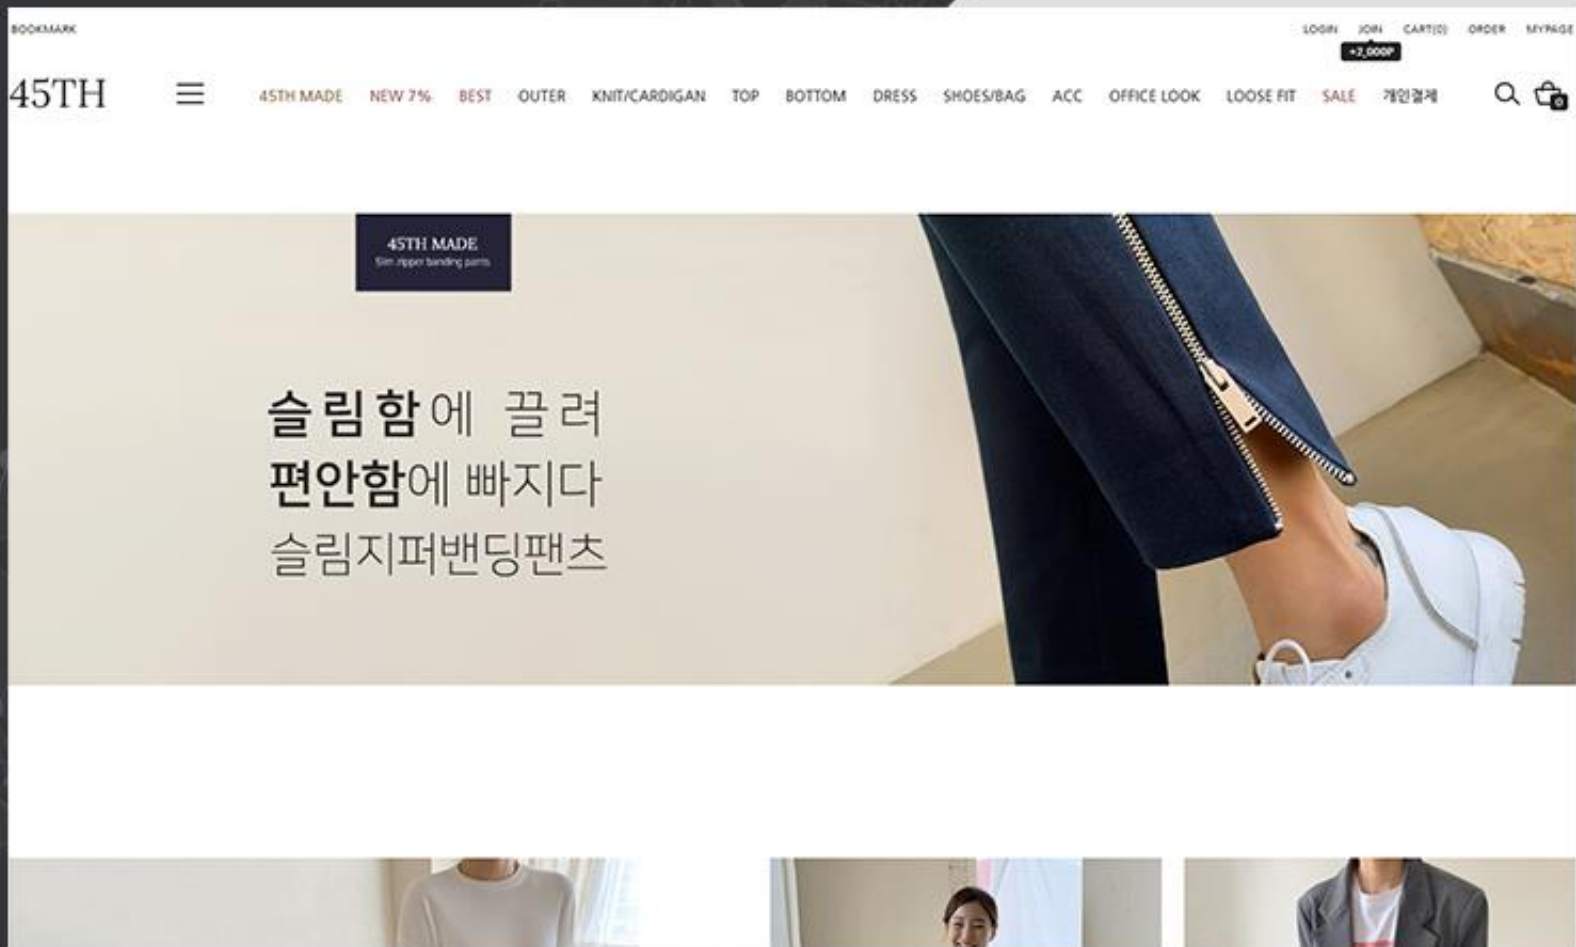 BOOKMARK
LOGIN JOIN CART(0) ORDER MYPAGE
+2,000P
45TH
45TH MADE NEW 7% BEST OUTER KNIT/CARDIGAN TOP BOTTOM DRESS SHOES/BAG ACC OFFICE LOOK LOOSE FIT SALE 개인결제
0
45TH MADE
Slim zipper banding pants
슬림함에 끌려
편안함에 빠지다
슬림지퍼밴딩팬츠